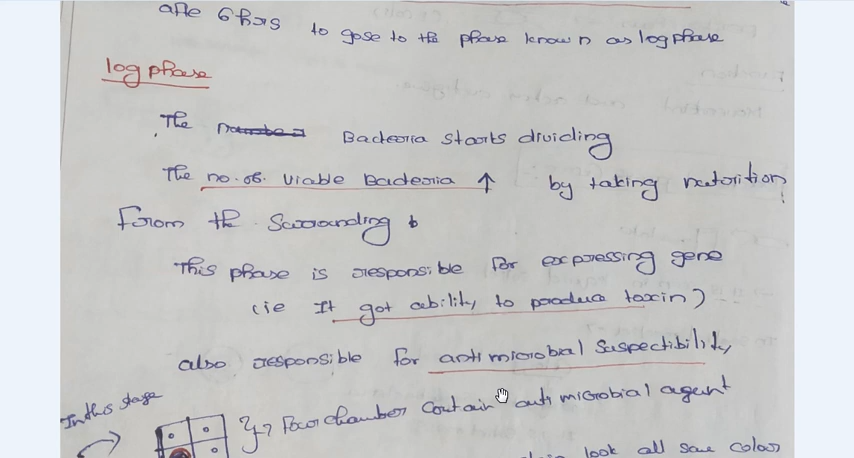 afte 6 hrs to gose to the phase known as log phase
log phase
The Bacteria starts dividing
The no. of. viable Bacteria ↑ by taking nutorition
from the Surrounding
This phase is responsible for expressing gene
(ie It got ability to produce toxin)
also responsible for antimicrobial Suspectibility
In this stage
Four chamber contain anti microbial agent
look all same colour